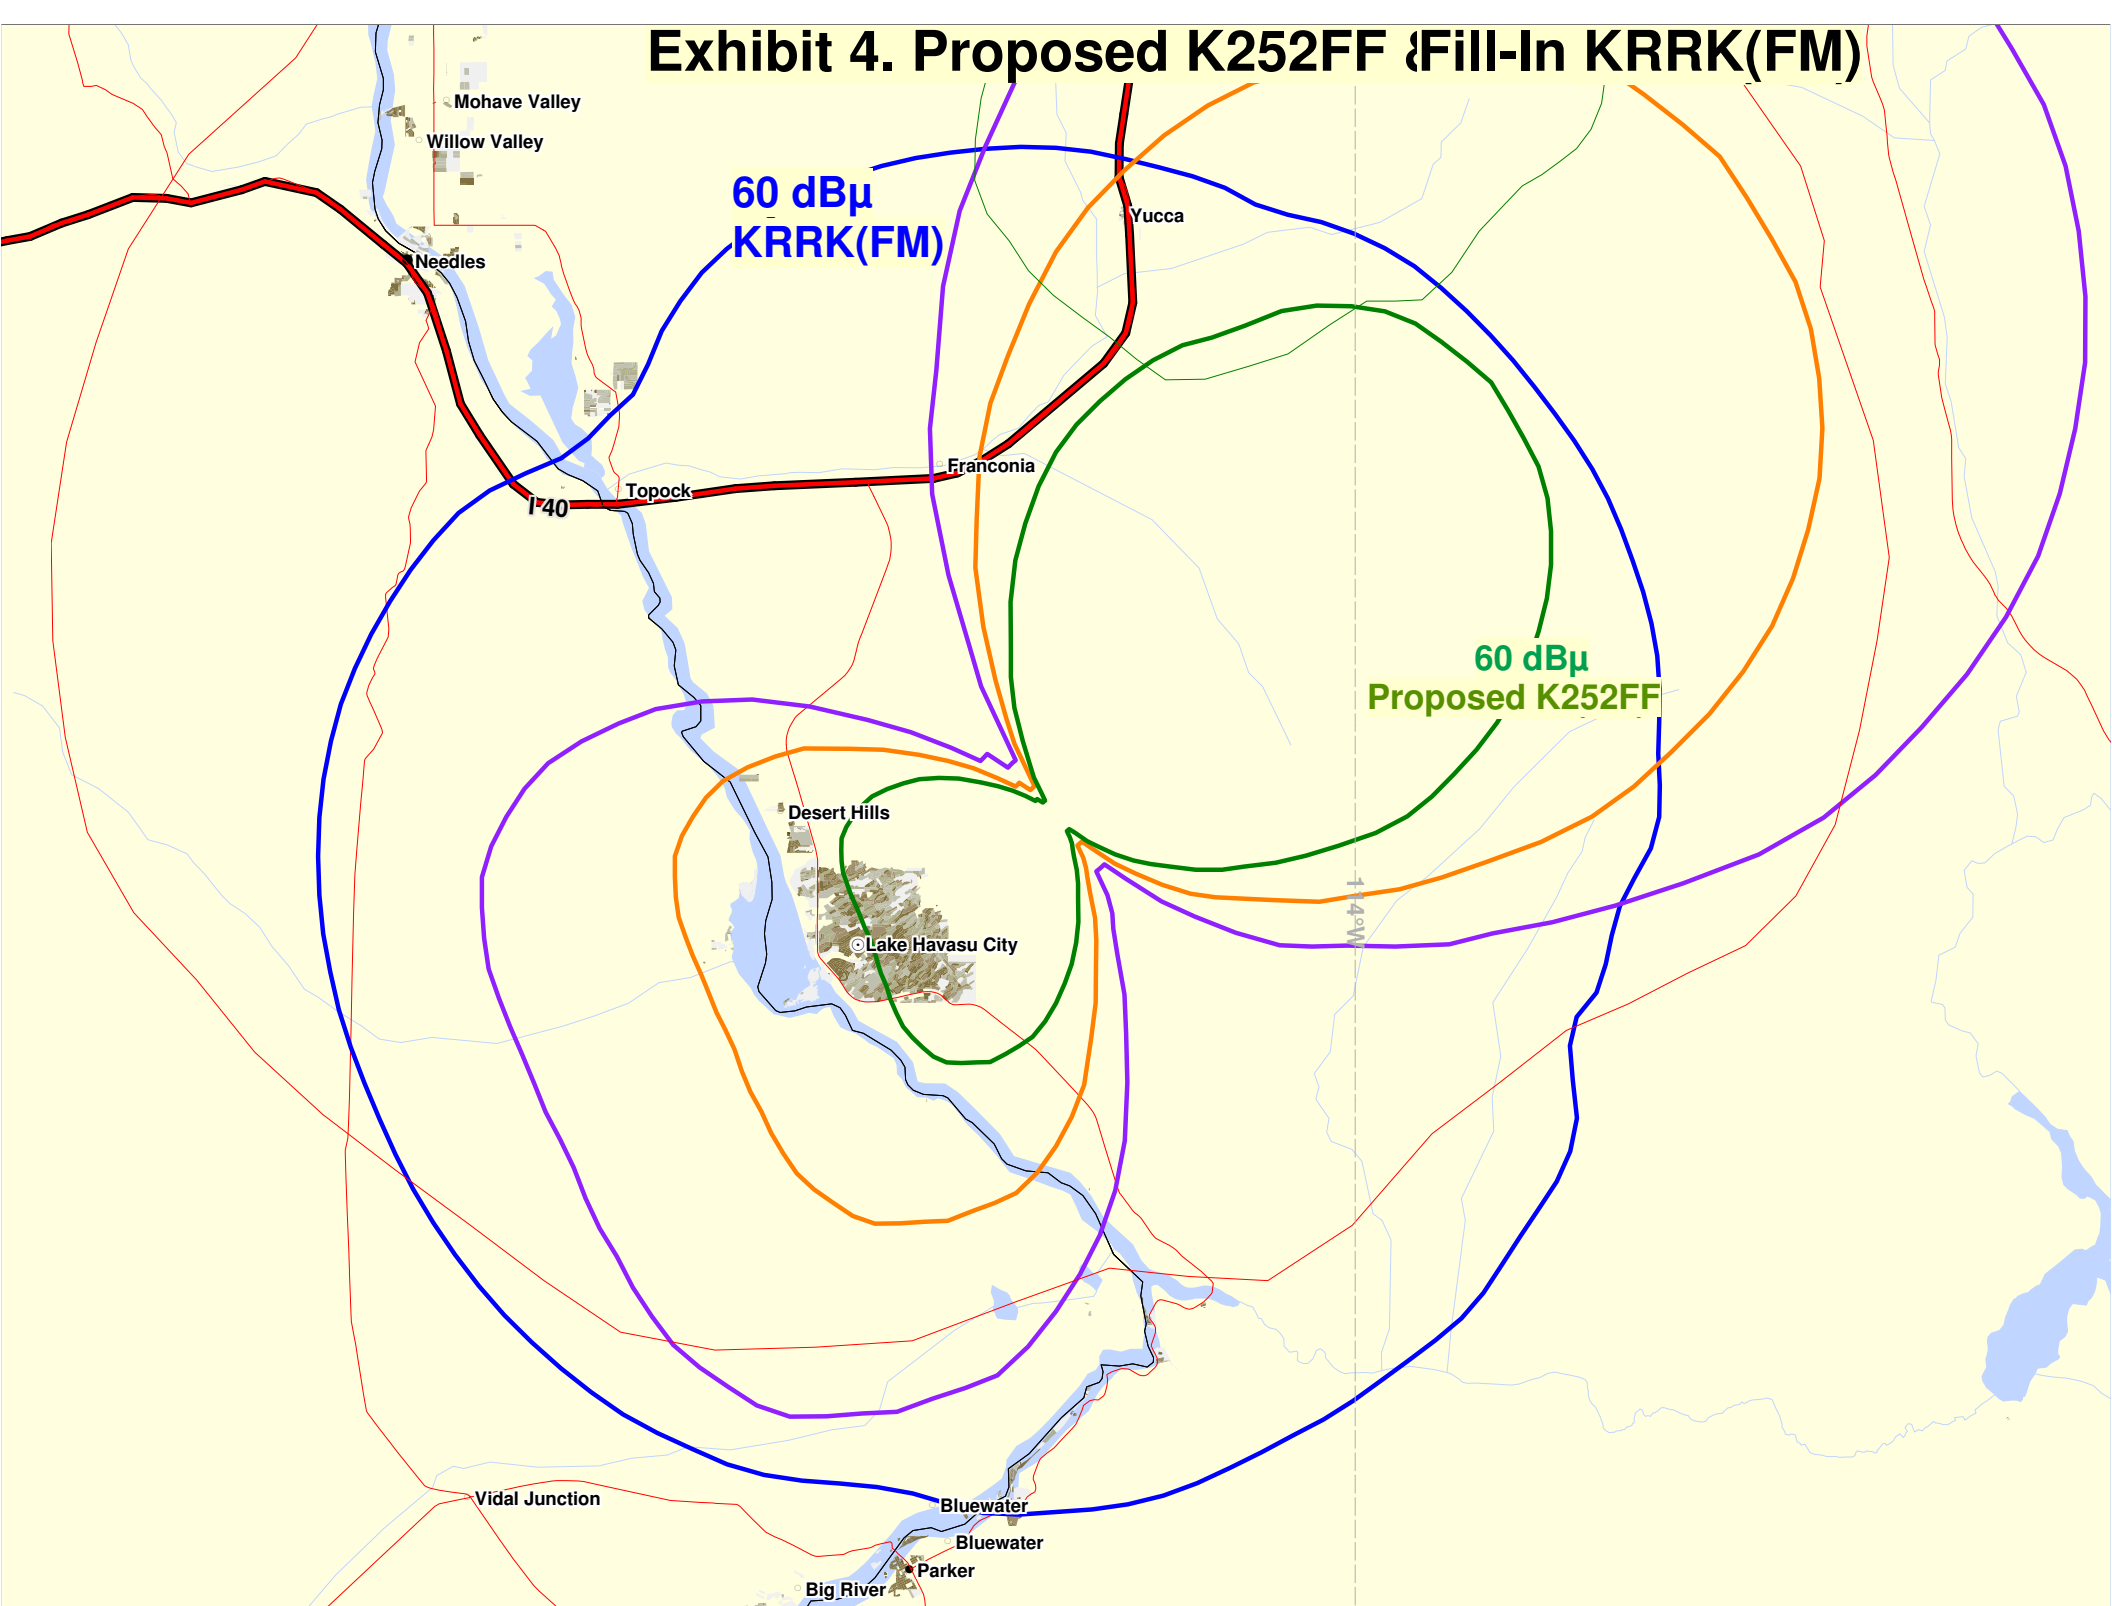 Exhibit 4. Proposed K252FF &Fill-In KRRK(FM)
Mohave Valley
Willow Valley
60 dBµ
KRRK(FM)
Yucca
Needles
Franconia
Topock
I 40
60 dBµ
Proposed K252FF
Desert Hills
114°W
Lake Havasu City
Vidal Junction
Bluewater
Bluewater
Parker
Big River